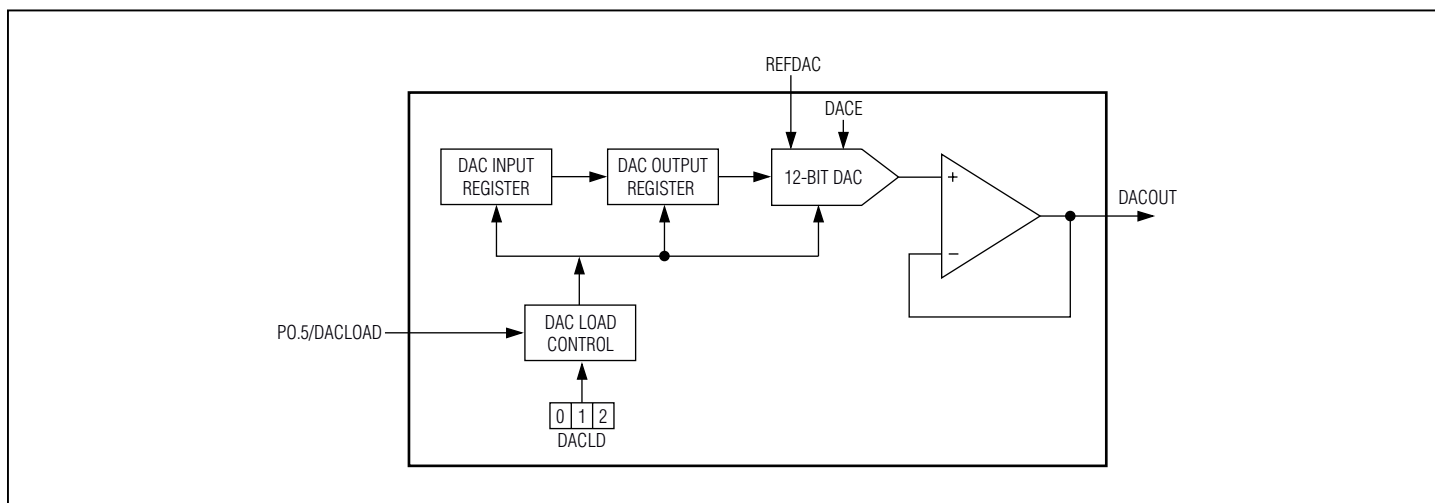 REFDAC
DACE
DAC INPUT
REGISTER
DAC OUTPUT
REGISTER
12-BIT DAC
+
−
DACOUT
PO.5/DACLOAD
DAC LOAD
CONTROL
0 1 2
DACLD